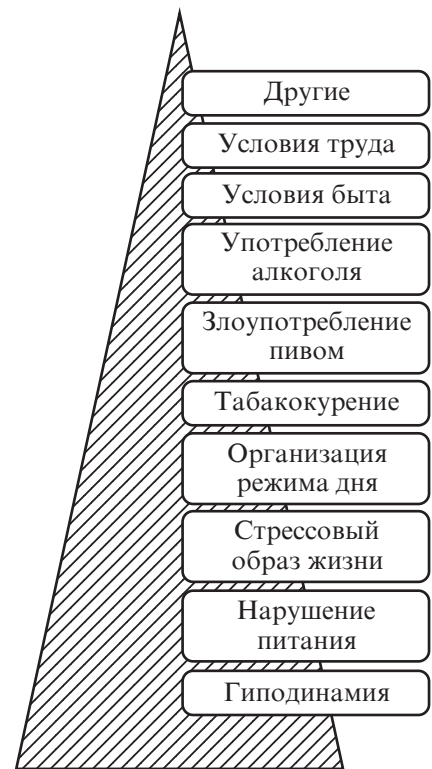 Другие
Условия труда
Условия быта
Употребление
алкоголя
Злоупотребление
пивом
Табакокурение
Организация
режима дня
Стрессовый
образ жизни
Нарушение
питания
Гиподинамия